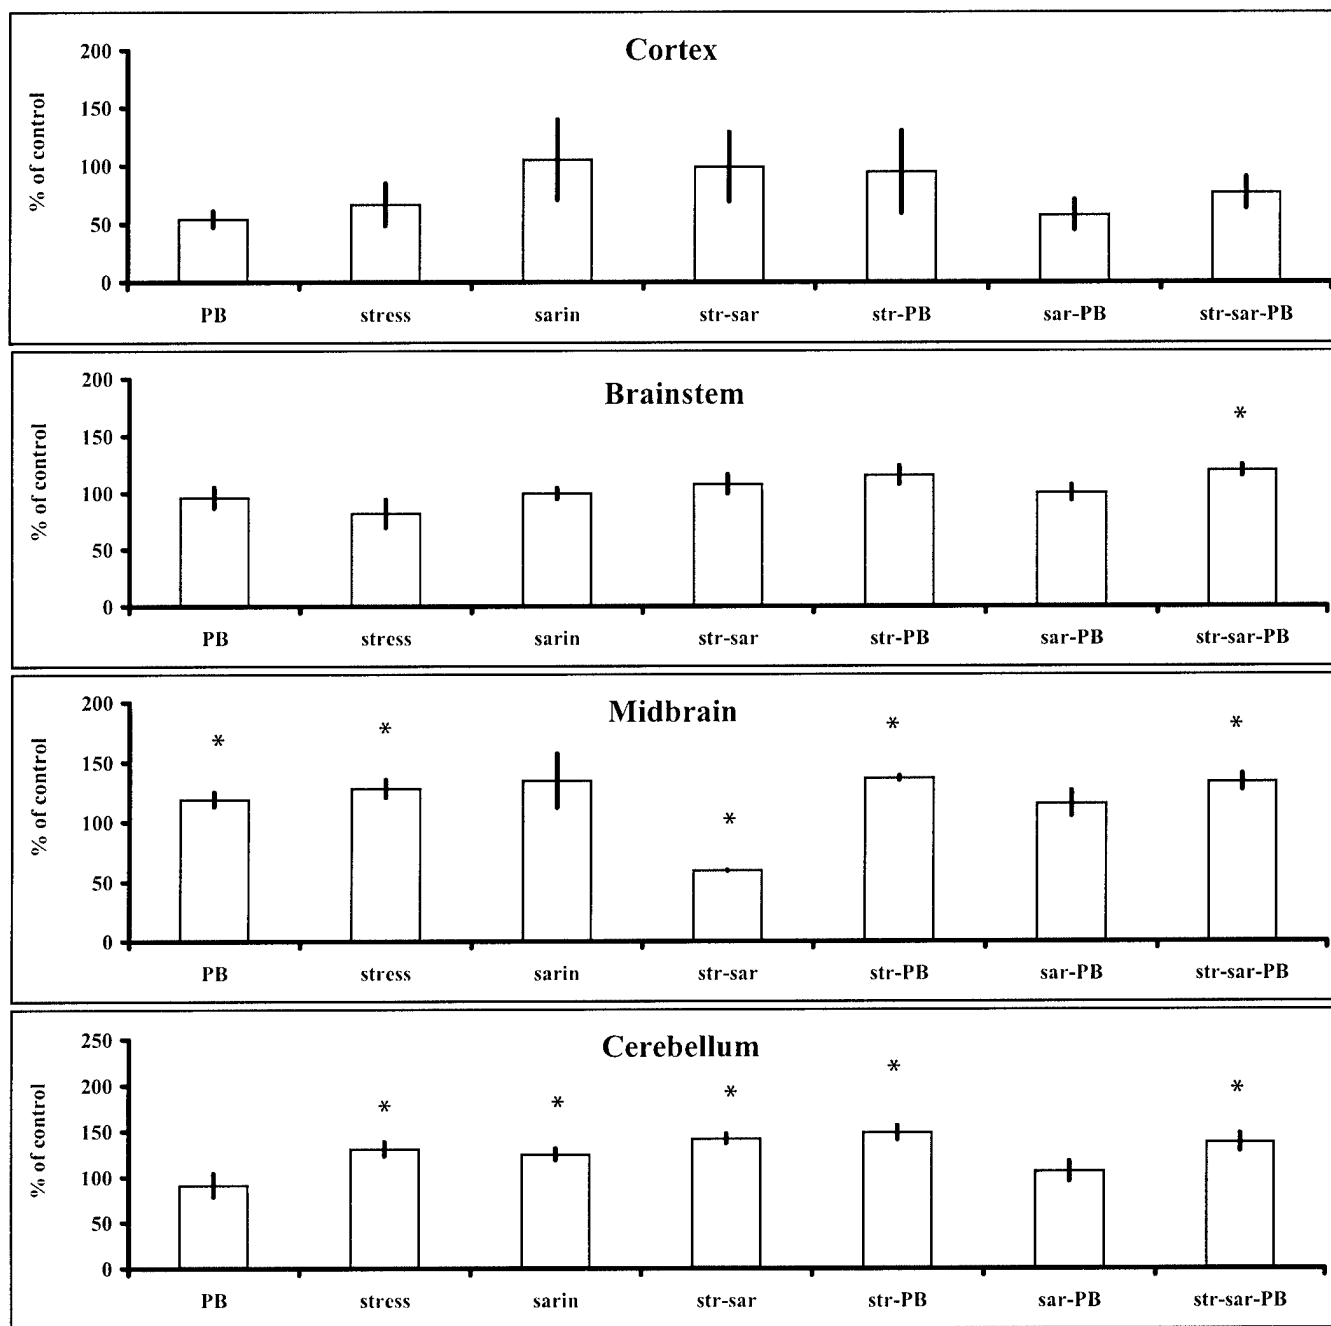 Cortex
% of control
200
150
100
50
0
PB stress sarin str-sar str-PB sar-PB str-sar-PB
Brainstem
% of control
200
150
100
50
0
*
PB stress sarin str-sar str-PB sar-PB str-sar-PB
Midbrain
% of control
200
150
100
50
0
* * * * *
PB stress sarin str-sar str-PB sar-PB str-sar-PB
Cerebellum
% of control
250
200
150
100
50
0
* * * * *
PB stress sarin str-sar str-PB sar-PB str-sar-PB